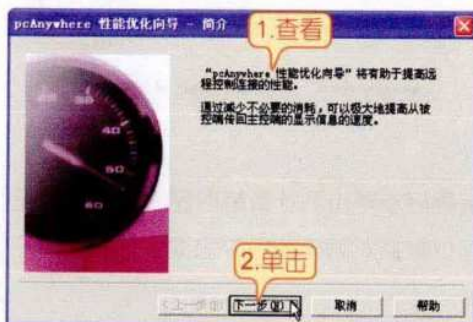 pcAnywhere 性能优化向导 - 简介
1.查看
“pcAnywhere 性能优化向导”将有助于提高远
程控制连接的性能。
通过减少不必要的消耗，可以极大地提高从被
控端传回主控端的显示信息的速度。
40
50
60
2.单击
<上一步(B)
下一步(N)
取消
帮助